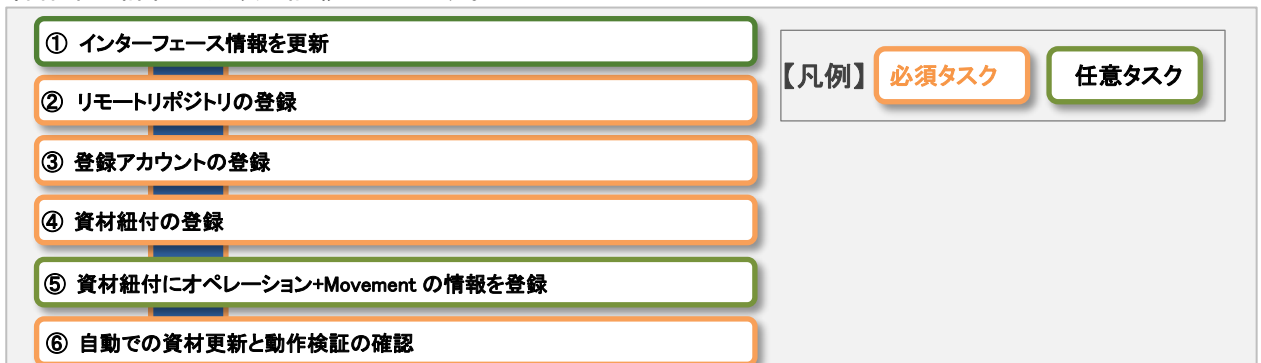 ① インターフェース情報を更新
② リモートリポジトリの登録
③ 登録アカウントの登録
④ 資材紐付の登録
⑤ 資材紐付にオペレーション+Movement の情報を登録
⑥ 自動での資材更新と動作検証の確認
【凡例】 必須タスク 任意タスク